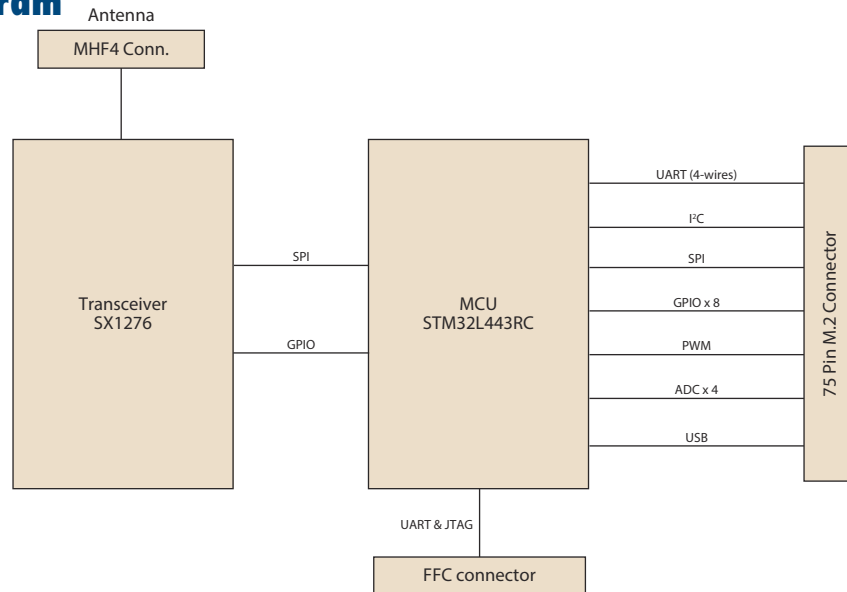 Antenna
MHF4 Conn.
Transceiver
SX1276
SPI
GPIO
MCU
STM32L443RC
UART (4-wires)
I²C
SPI
GPIO x 8
PWM
ADC x 4
USB
75 Pin M.2 Connector
UART & JTAG
FFC connector